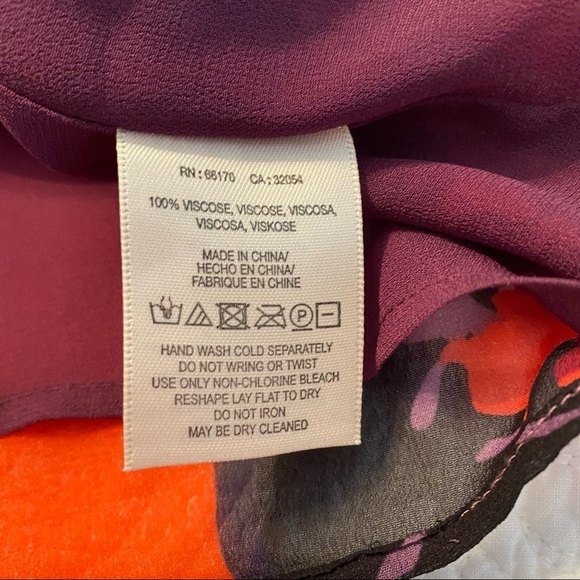 RN : 66170 CA : 32054
100% VISCOSE, VISCOSE, VISCOSA,
VISCOSA, VISKOSE
MADE IN CHINA/
HECHO EN CHINA/
FABRIQUE EN CHINE
P
HAND WASH COLD SEPARATELY
DO NOT WRING OR TWIST
USE ONLY NON-CHLORINE BLEACH
RESHAPE LAY FLAT TO DRY
DO NOT IRON
MAY BE DRY CLEANED